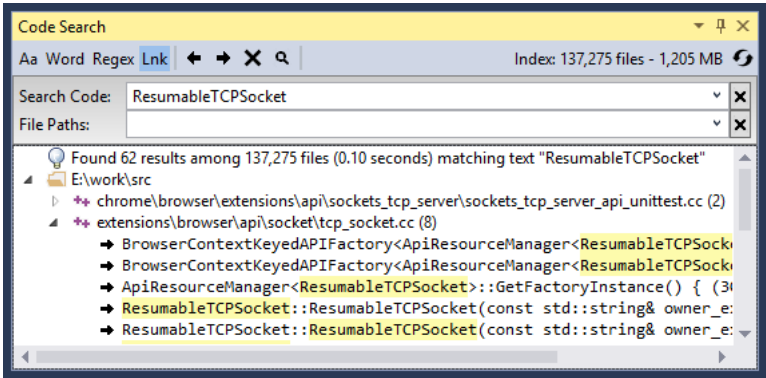 Code Search
Aa Word Regex Lnk Index: 137,275 files - 1,205 MB
Search Code: ResumableTCPSocket
File Paths:
Found 62 results among 137,275 files (0.10 seconds) matching text "ResumableTCPSocket"
E:\work\src
chrome\browser\extensions\api\sockets_tcp_server\sockets_tcp_server_api_unittest.cc (2)
extensions\browser\api\socket\tcp_socket.cc (8)
BrowserContextKeyedAPIFactory<ApiResourceManager<ResumableTCPSock
BrowserContextKeyedAPIFactory<ApiResourceManager<ResumableTCPSock
ApiResourceManager<ResumableTCPSocket>::GetFactoryInstance() { (30
ResumableTCPSocket::ResumableTCPSocket(const std::string& owner_e
ResumableTCPSocket::ResumableTCPSocket(const std::string& owner_e